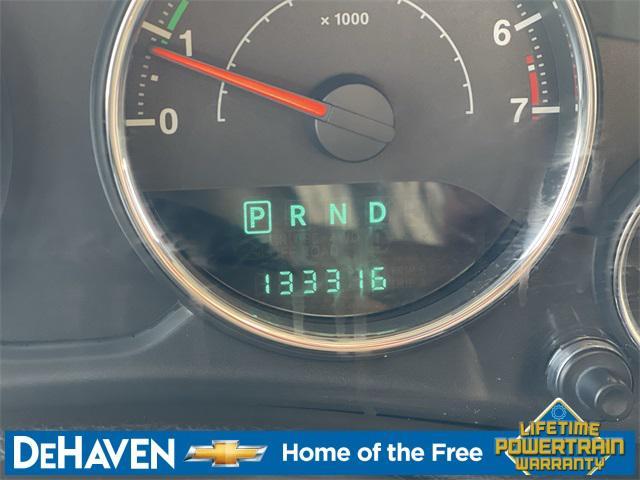 x 1000
1
6
0
7
P R N D
133316
DeHAVEN
Home of the Free
LIFETIME
POWERTRAIN
WARRANTY